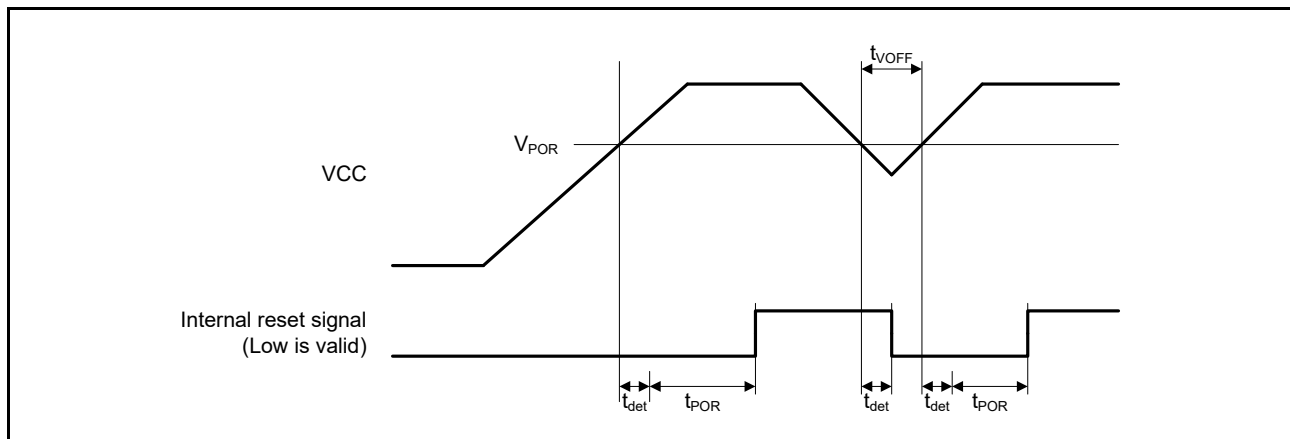 tVOFF
VPOR
VCC
Internal reset signal
(Low is valid)
tdet tPOR tdet tdet tPOR